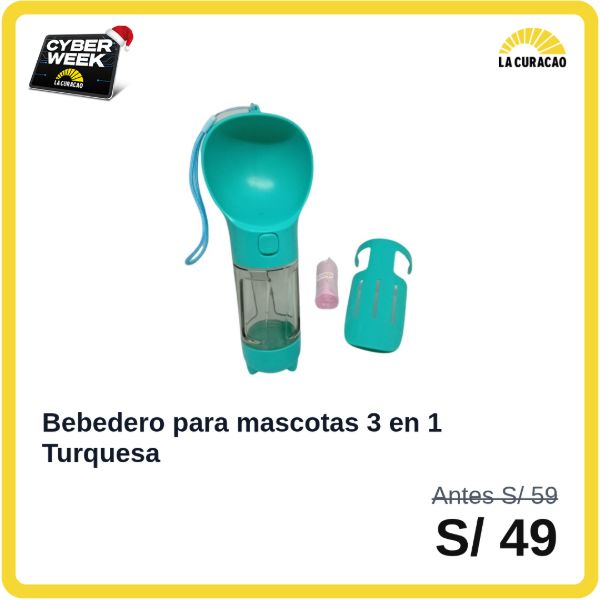 CYBER
WEEK
LA CURACAO
LA CURACAO
Bebedero para mascotas 3 en 1
Turquesa
Antes S/ 59
S/ 49